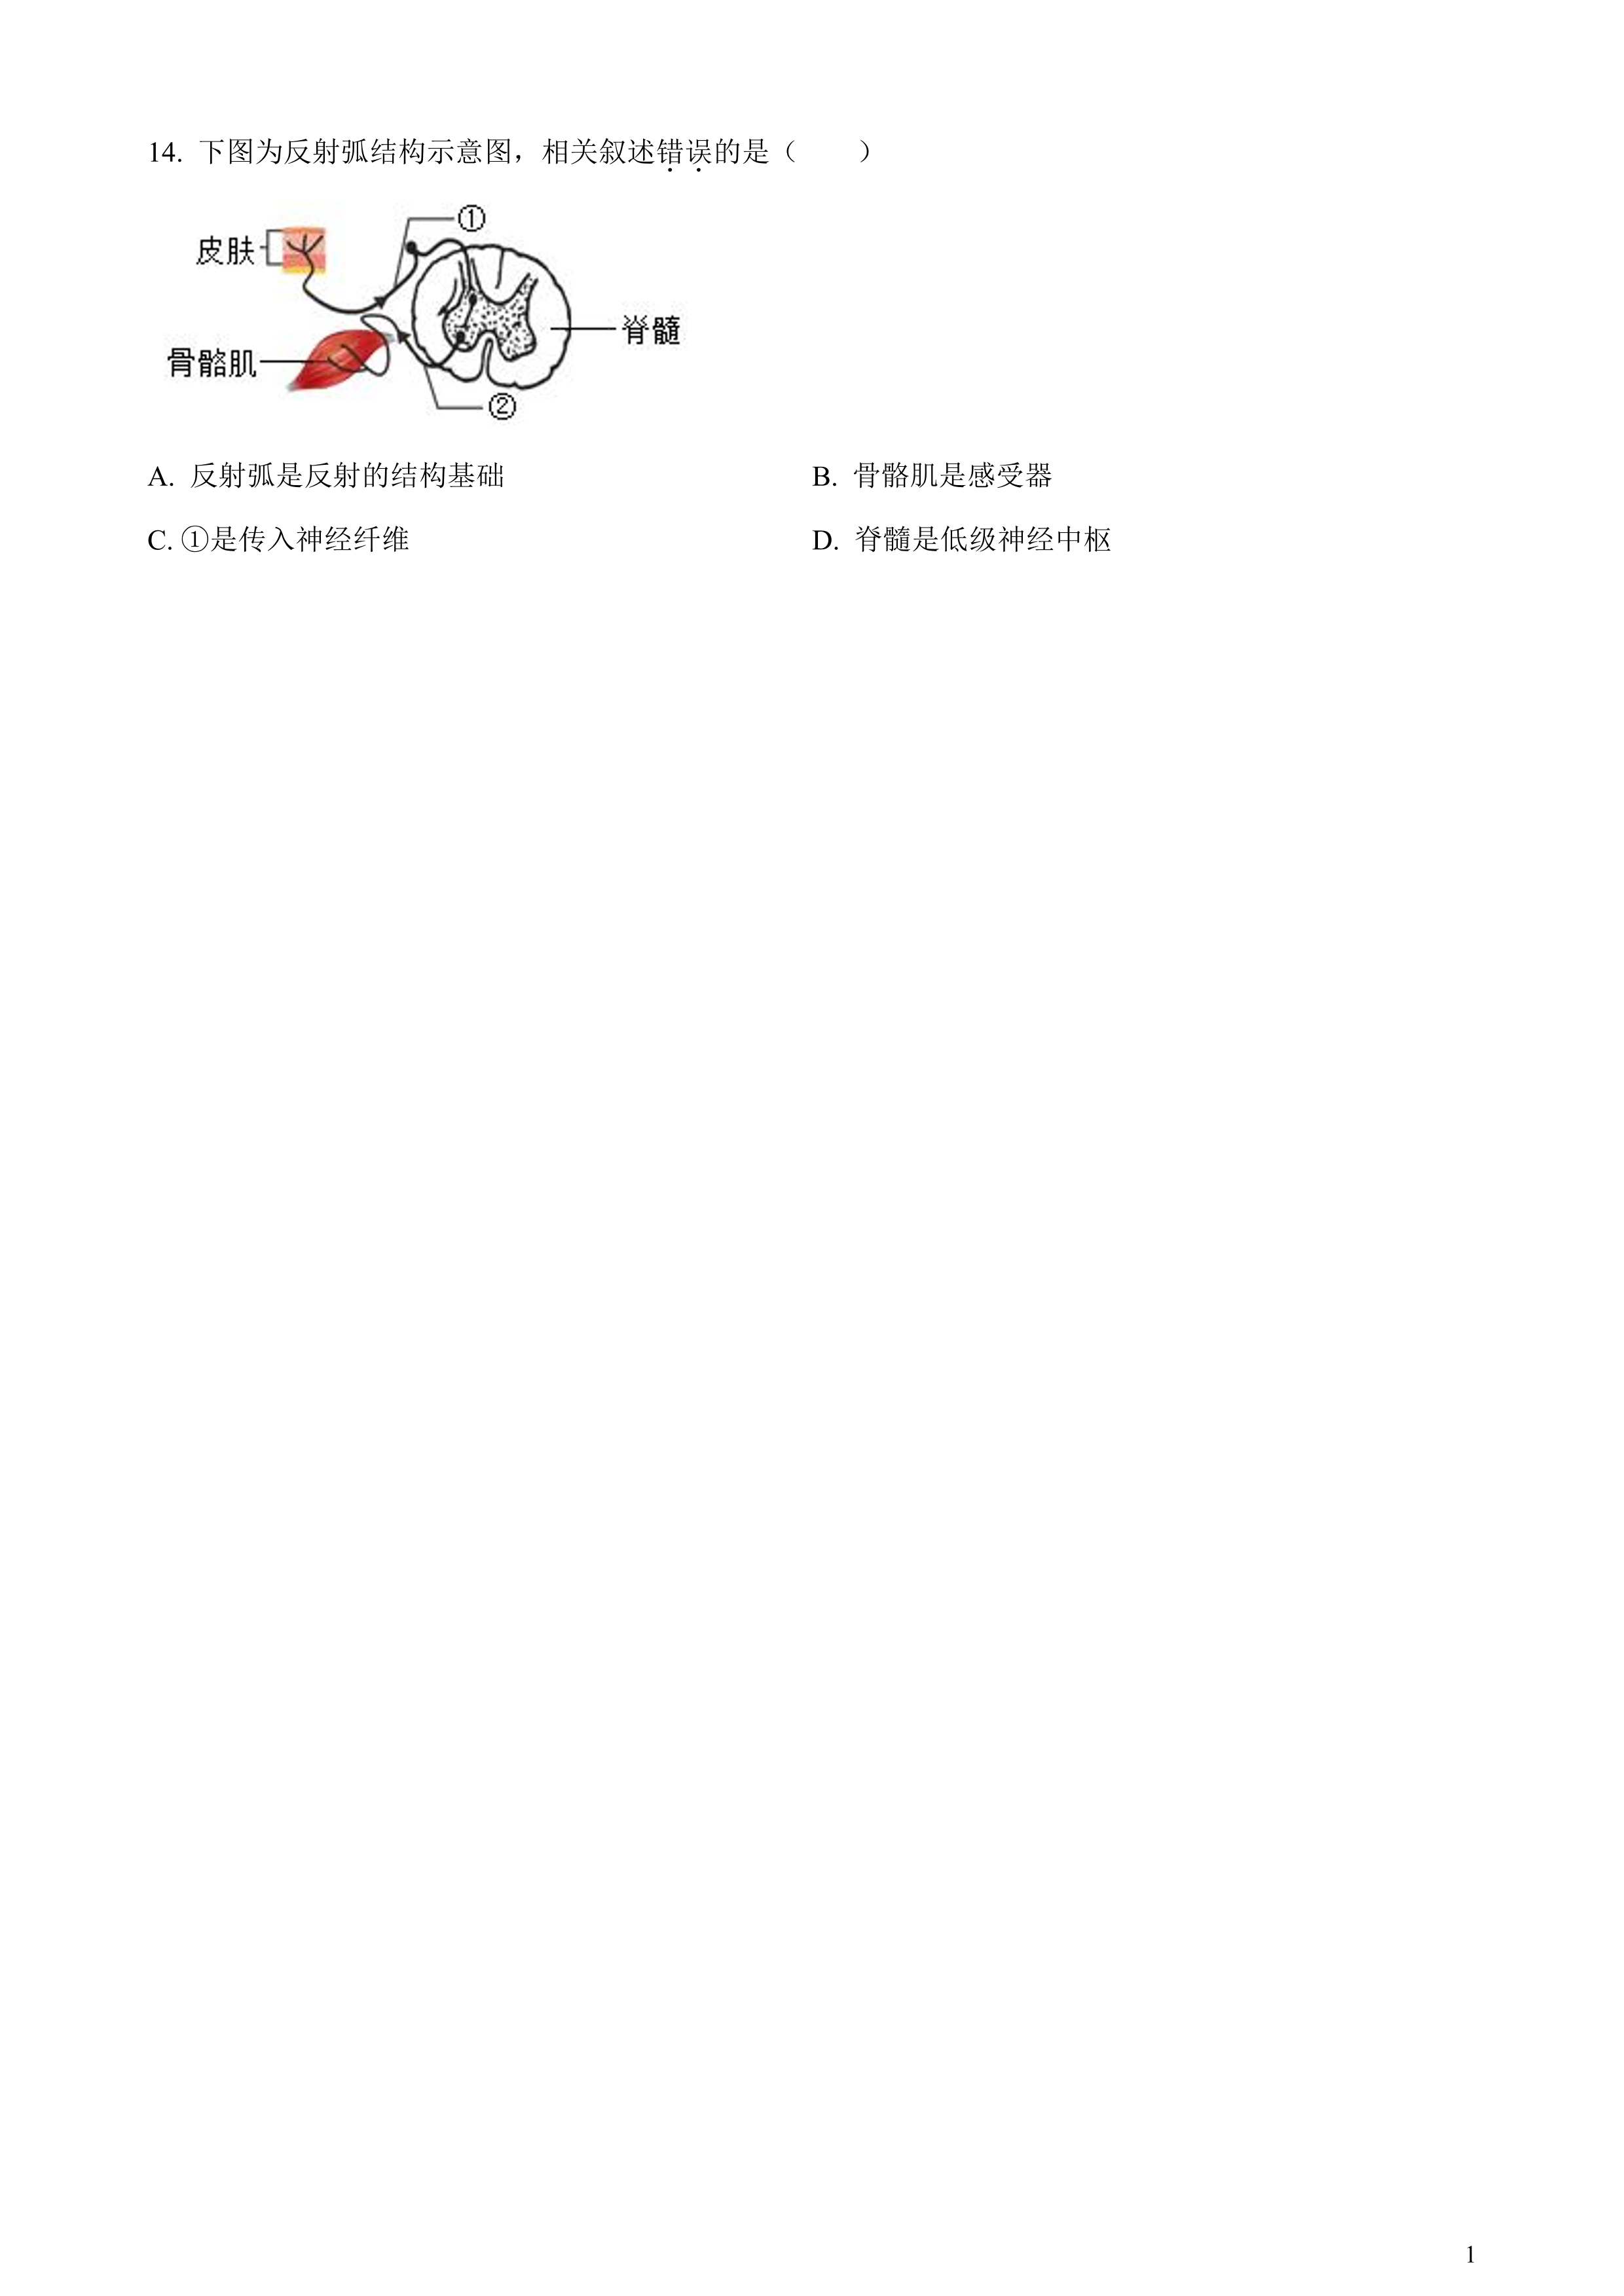 14. 下图为反射弧结构示意图，相关叙述错误的是（　　）
①
皮肤
脊髓
骨骼肌
②
A. 反射弧是反射的结构基础
B. 骨骼肌是感受器
C. ①是传入神经纤维
D. 脊髓是低级神经中枢
1